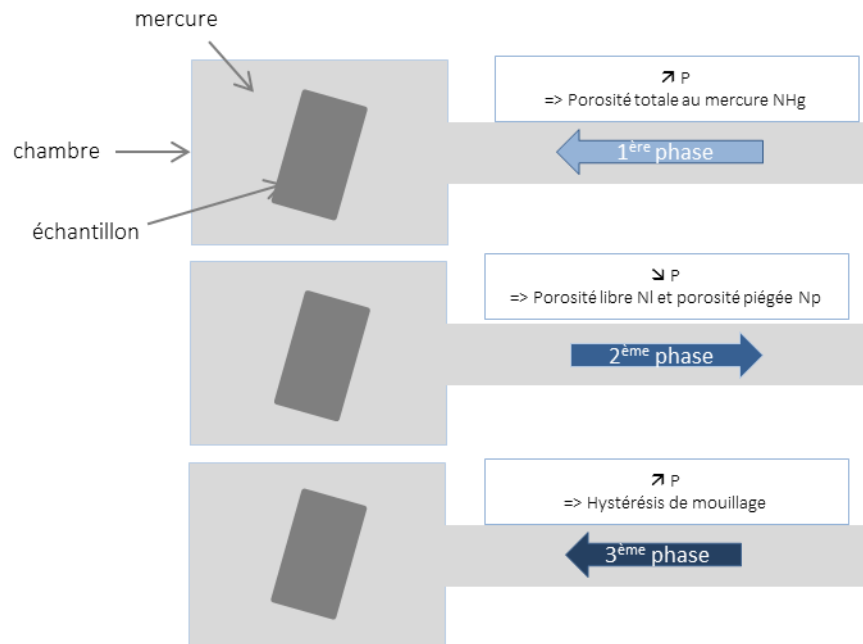 mercure
↗ P
=> Porosité totale au mercure NHg
chambre
1ère phase
échantillon
↘ P
=> Porosité libre Nl et porosité piégée Np
2ème phase
↗ P
=> Hystérésis de mouillage
3ème phase